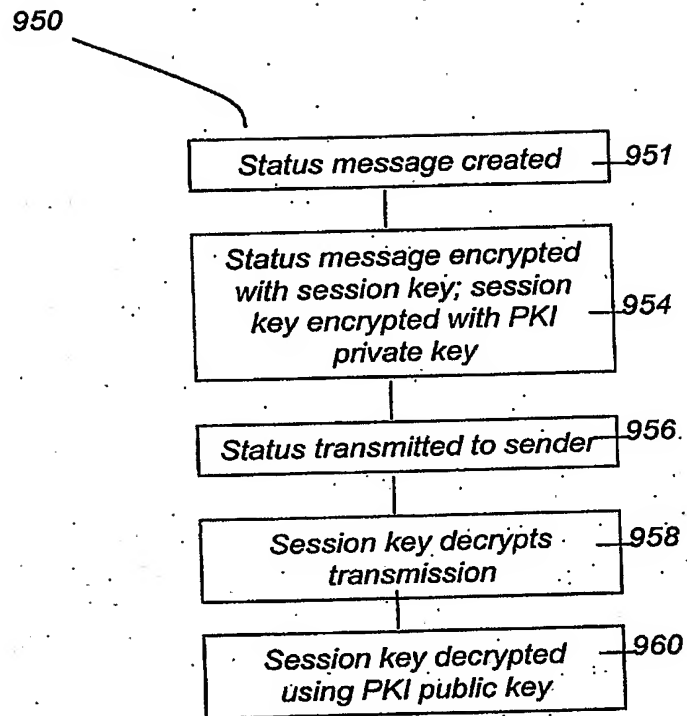 950
Status message created
951
Status message encrypted
with session key; session
key encrypted with PKI
private key
954
Status transmitted to sender
956
Session key decrypts
transmission
958
Session key decrypted
using PKI public key
960